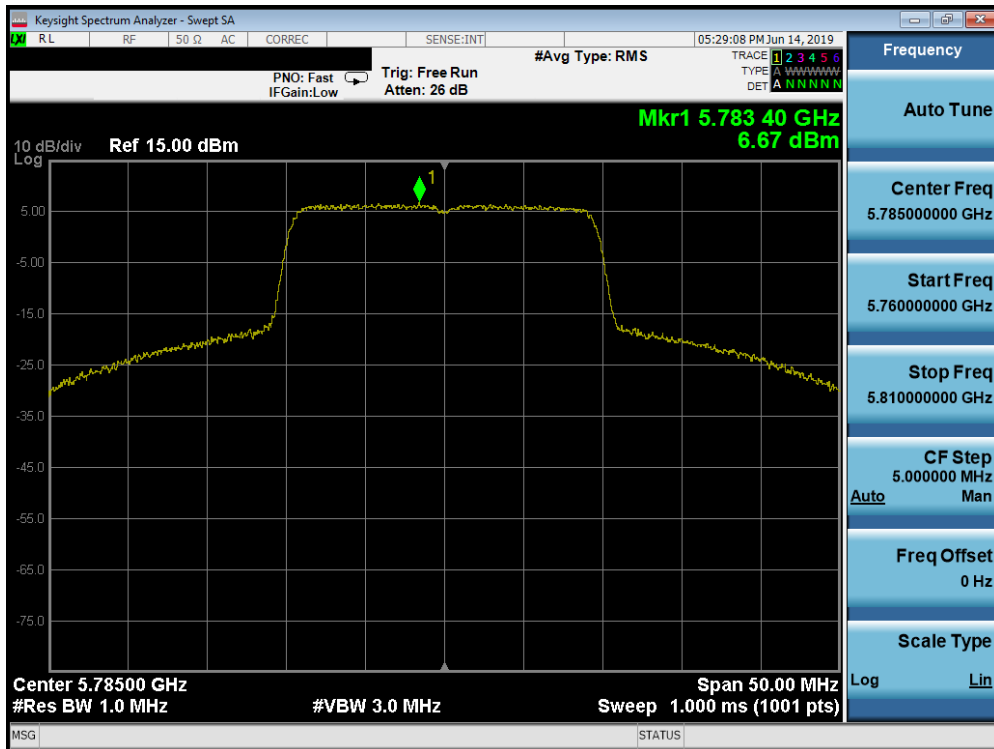 Keysight Spectrum Analyzer - Swept SA
LXI RL RF 50 Ω AC CORREC SENSE:INT 05:29:08 PM Jun 14, 2019
PNO: Fast
IFGain:Low
Trig: Free Run
Atten: 26 dB
#Avg Type: RMS
TRACE 1 2 3 4 5 6
TYPE A WWWWW
DET A N N N N N
Mkr1 5.783 40 GHz
6.67 dBm
10 dB/div
Log
Ref 15.00 dBm
1
5.00
-5.00
-15.0
-25.0
-35.0
-45.0
-55.0
-65.0
-75.0
Center 5.78500 GHz
Span 50.00 MHz
#Res BW 1.0 MHz
#VBW 3.0 MHz
Sweep 1.000 ms (1001 pts)
MSG
STATUS
Frequency
Auto Tune
Center Freq
5.785000000 GHz
Start Freq
5.760000000 GHz
Stop Freq
5.810000000 GHz
CF Step
5.000000 MHz
Auto Man
Freq Offset
0 Hz
Scale Type
Log Lin